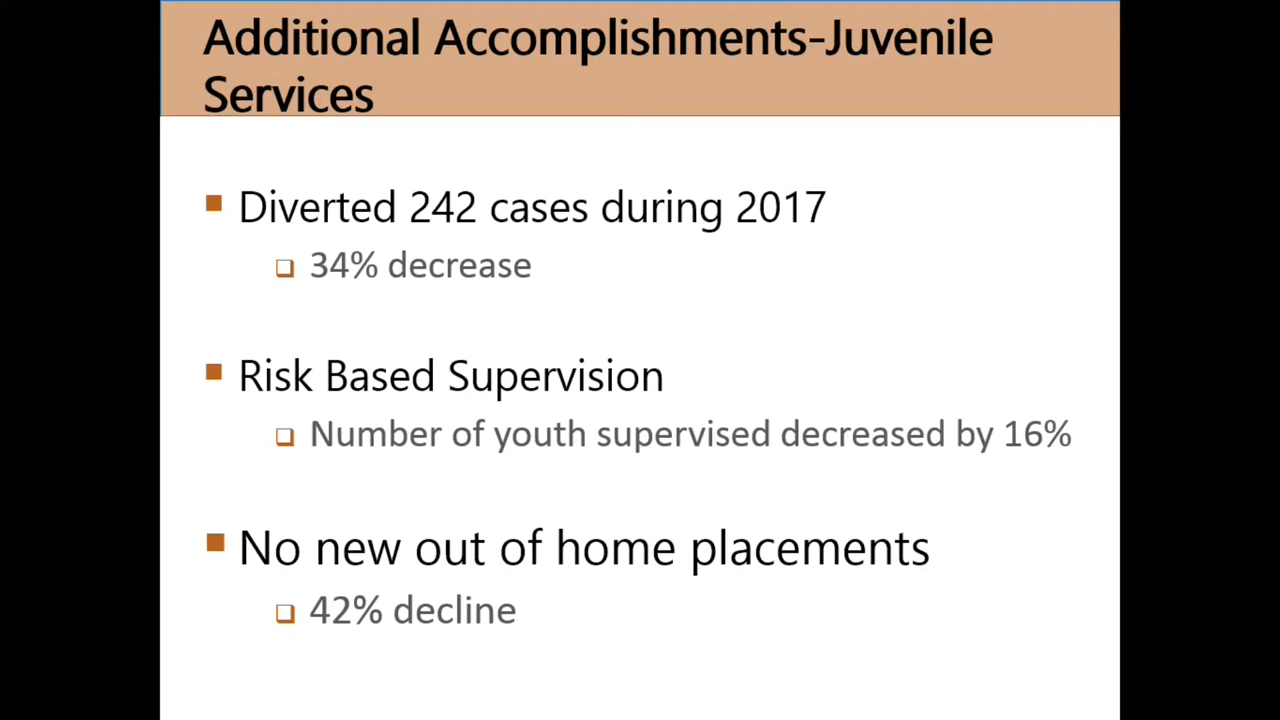 Additional Accomplishments-Juvenile
Services
Diverted 242 cases during 2017
34% decrease
Risk Based Supervision
Number of youth supervised decreased by 16%
No new out of home placements
42% decline